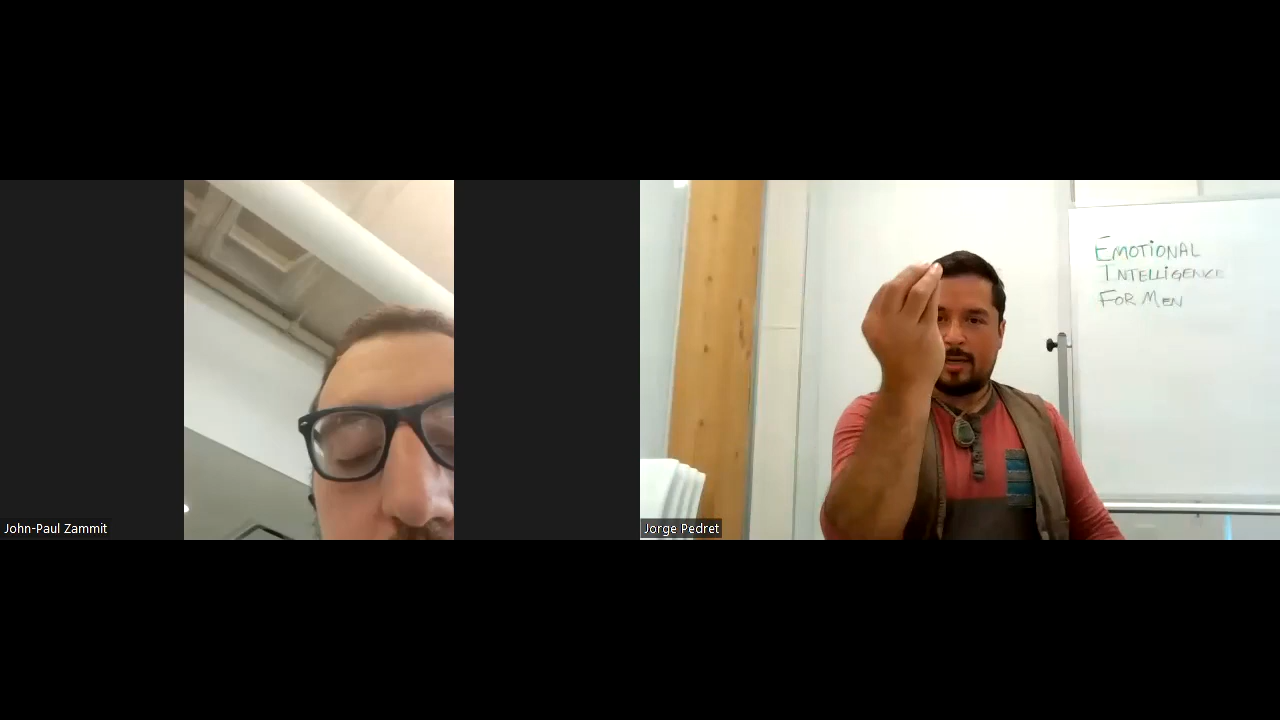 EMOTIONAL
INTELLIGENCE
FOR MEN
John-Paul Zammit
Jorge Pedret